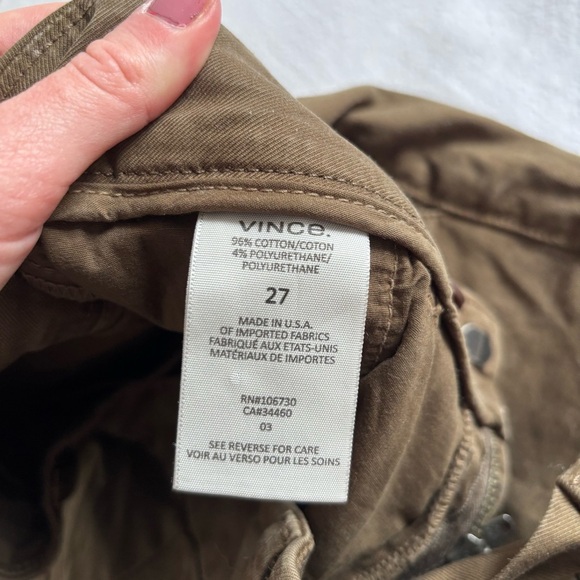 VINCE.
96% COTTON/COTON
4% POLYURETHANE/
POLYURETHANE
27
MADE IN U.S.A.
OF IMPORTED FABRICS
FABRIQUÉ AUX ETATS-UNIS
MATÉRIAUX DE IMPORTES
RN#106730
CA#34460
03
SEE REVERSE FOR CARE
VOIR AU VERSO POUR LES SOINS